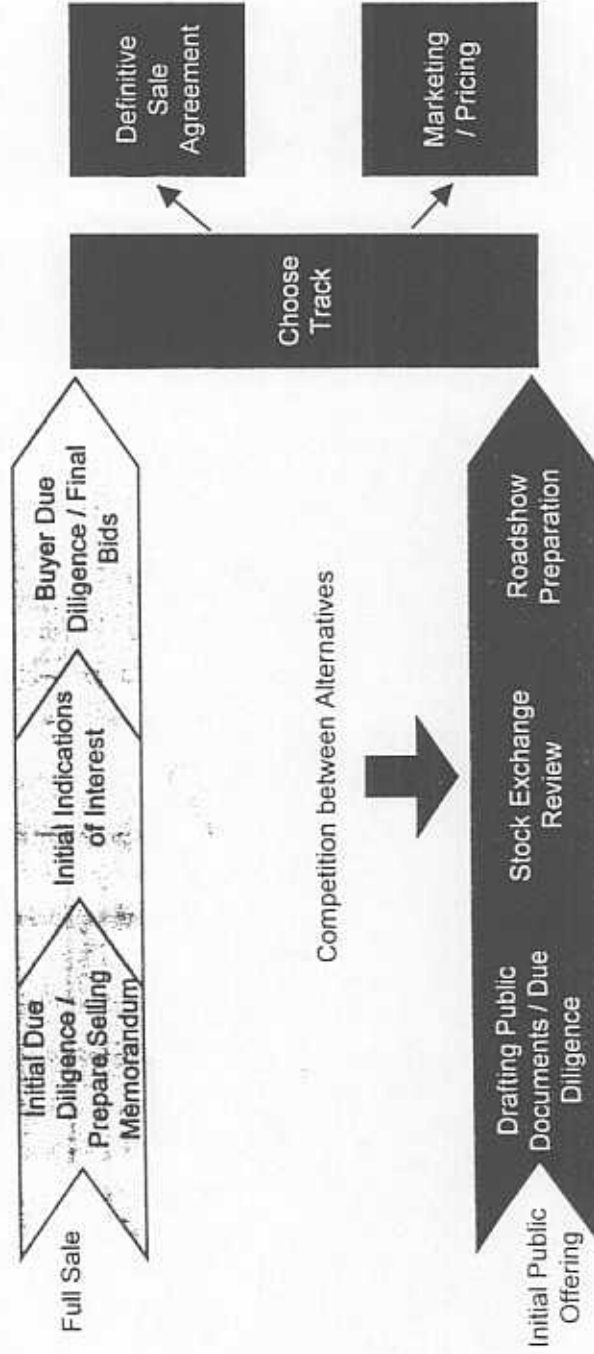 Full Sale
Initial Due
Diligence /
Prepare Selling
Memorandum
Initial Indications
of Interest
Buyer Due
Diligence / Final
Bids
Competition between Alternatives
Initial Public
Offering
Drafting Public
Documents / Due
Diligence
Stock Exchange
Review
Roadshow
Preparation
Choose
Track
Definitive
Sale
Agreement
Marketing
/ Pricing